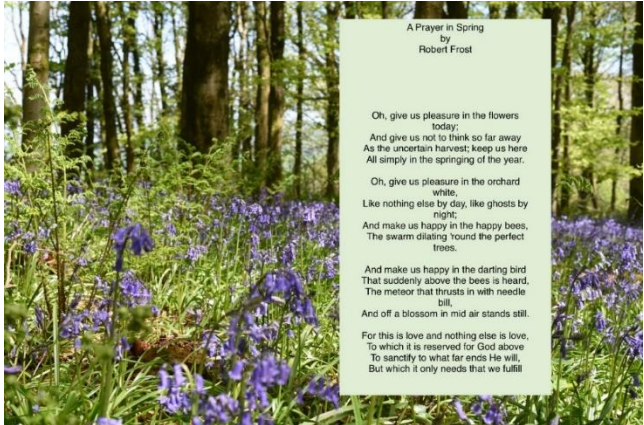 A Prayer in Spring
by
Robert Frost
Oh, give us pleasure in the flowers
today;
And give us not to think so far away
As the uncertain harvest; keep us here
All simply in the springing of the year.
Oh, give us pleasure in the orchard
white,
Like nothing else by day, like ghosts by
night;
And make us happy in the happy bees,
The swarm dilating 'round the perfect
trees.
And make us happy in the darting bird
That suddenly above the bees is heard,
The meteor that thrusts in with needle
bill,
And off a blossom in mid air stands still.
For this is love and nothing else is love,
To which it is reserved for God above
To sanctify to what far ends He will,
But which it only needs that we fulfill